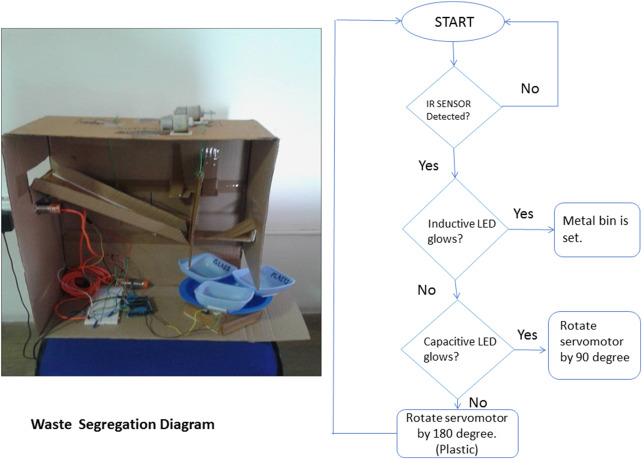 START
IR SENSOR
Detected?
No
Yes
Inductive LED
glows?
Yes
Metal bin is
set.
No
Capacitive LED
glows?
Yes
Rotate
servomotor
by 90 degree
No
Rotate servomotor
by 180 degree.
(Plastic)
GLASS
Waste Segregation Diagram